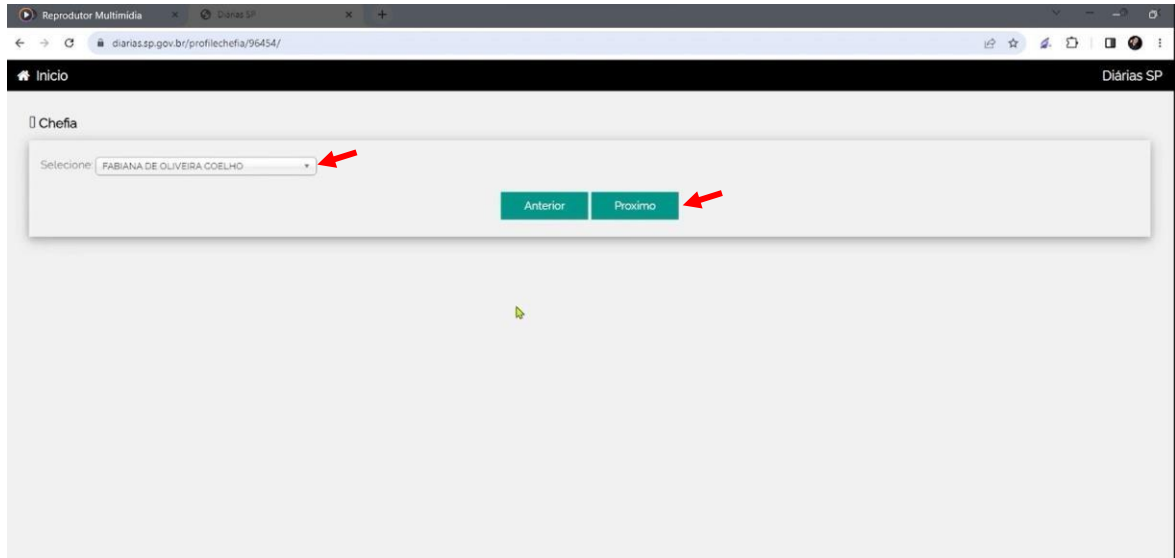 Reprodutor Multimídia Diárias SP
diarias.sp.gov.br/profilechefia/96454/
Inicio Diárias SP
Chefia
Selecione: FABIANA DE OLIVEIRA COELHO
Anterior Proximo